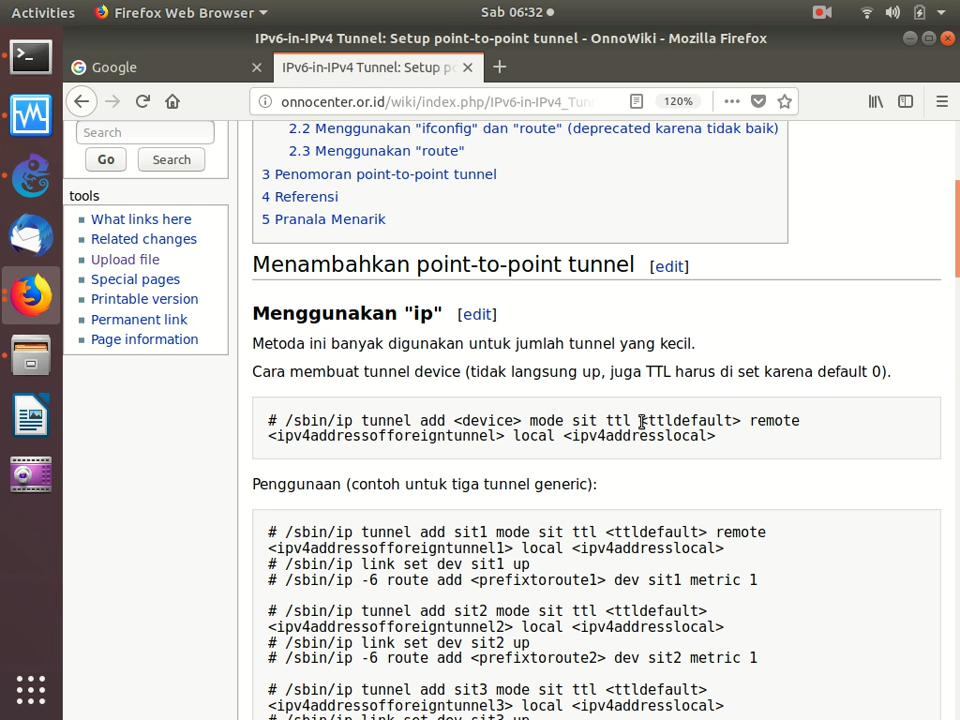 Activities Firefox Web Browser Sab 06:32
IPv6-in-IPv4 Tunnel: Setup point-to-point tunnel - OnnoWiki - Mozilla Firefox
Google IPv6-in-IPv4 Tunnel: Setup p
onnocenter.or.id/wiki/index.php/IPv6-in-IPv4_Tun 120%
Search
Go Search
tools
What links here
Related changes
Upload file
Special pages
Printable version
Permanent link
Page information
2.2 Menggunakan "ifconfig" dan "route" (deprecated karena tidak baik)
2.3 Menggunakan "route"
3 Penomoran point-to-point tunnel
4 Referensi
5 Pranala Menarik
Menambahkan point-to-point tunnel [edit]
Menggunakan "ip" [edit]
Metoda ini banyak digunakan untuk jumlah tunnel yang kecil.
Cara membuat tunnel device (tidak langsung up, juga TTL harus di set karena default 0).
# /sbin/ip tunnel add <device> mode sit ttl <ttldefault> remote
<ipv4addressofforeigntunnel> local <ipv4addresslocal>
Penggunaan (contoh untuk tiga tunnel generic):
# /sbin/ip tunnel add sit1 mode sit ttl <ttldefault> remote
<ipv4addressofforeigntunnel1> local <ipv4addresslocal>
# /sbin/ip link set dev sit1 up
# /sbin/ip -6 route add <prefixtoroute1> dev sit1 metric 1
# /sbin/ip tunnel add sit2 mode sit ttl <ttldefault>
<ipv4addressofforeigntunnel2> local <ipv4addresslocal>
# /sbin/ip link set dev sit2 up
# /sbin/ip -6 route add <prefixtoroute2> dev sit2 metric 1
# /sbin/ip tunnel add sit3 mode sit ttl <ttldefault>
<ipv4addressofforeigntunnel3> local <ipv4addresslocal>
# /sbin/ip link set dev sit3 up